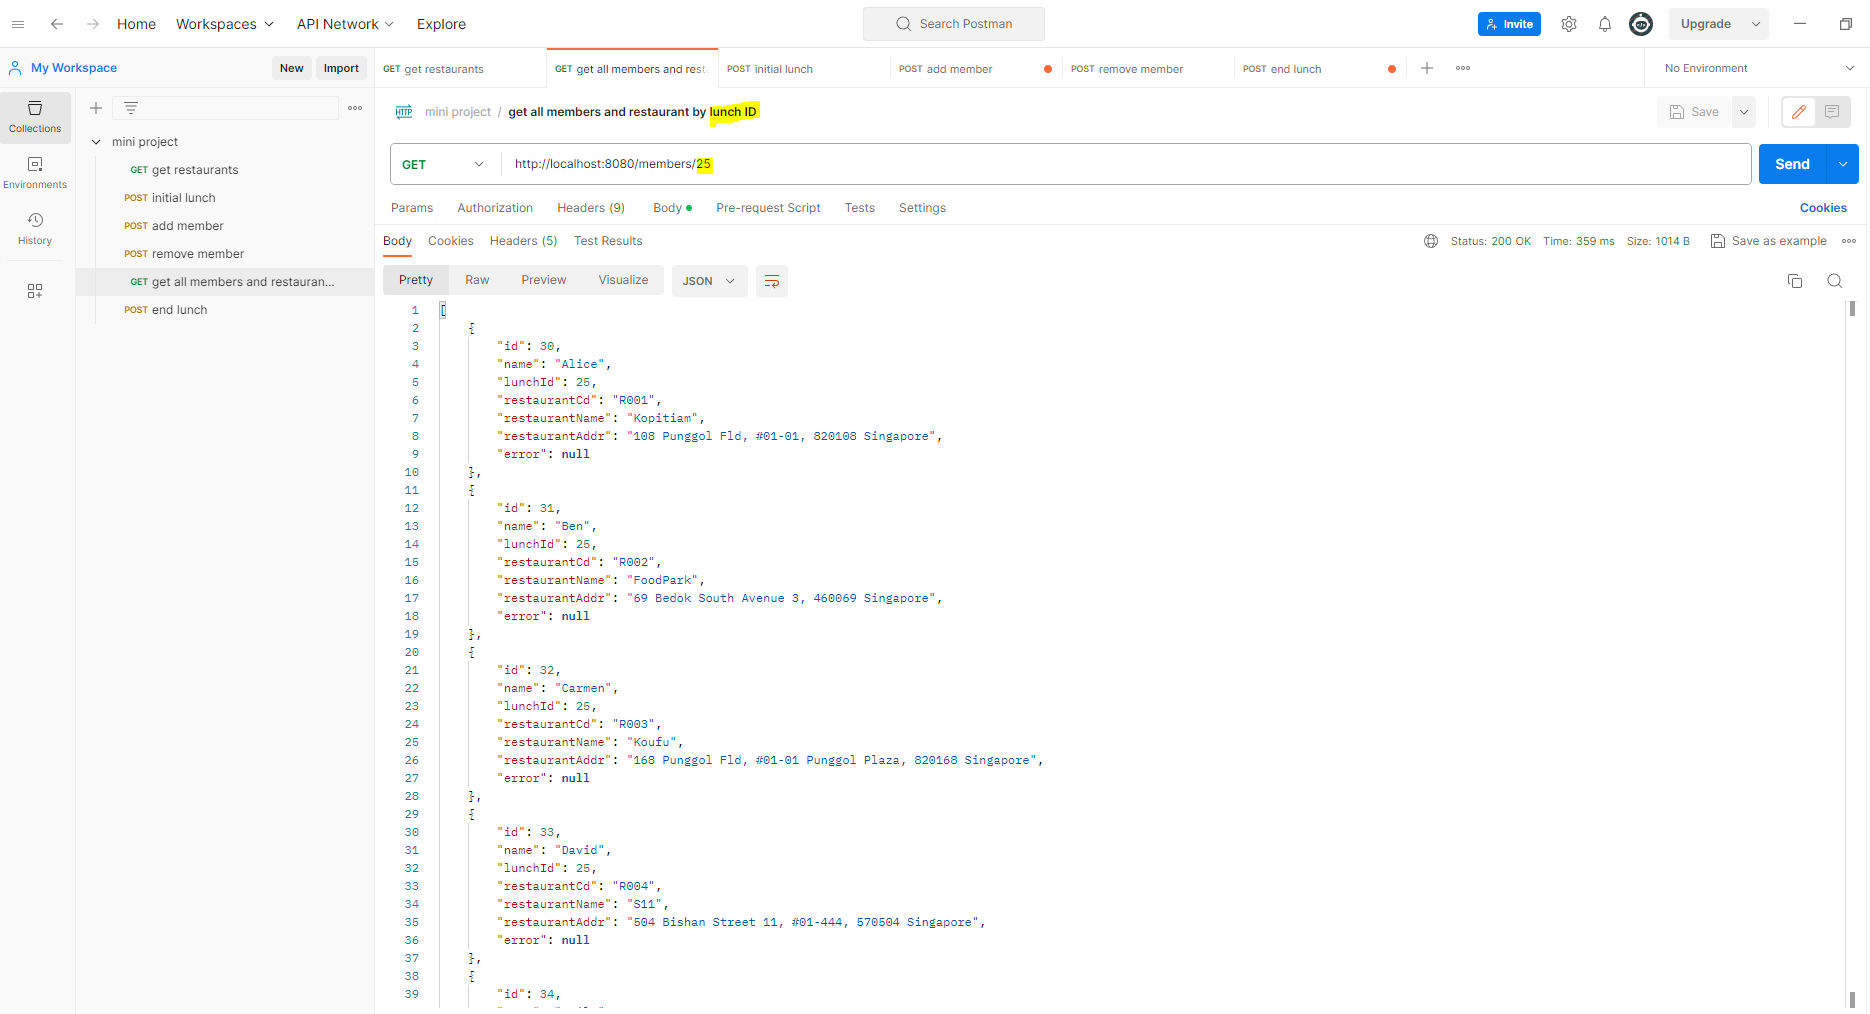 Home Workspaces API Network Explore Search Postman Invite Upgrade
My Workspace New Import GET get restaurants GET get all members and rest POST initial lunch POST add member POST remove member POST end lunch No Environment
Collections
Environments
History
mini project
GET get restaurants
POST initial lunch
POST add member
POST remove member
GET get all members and restauran...
POST end lunch
HTTP mini project / get all members and restaurant by lunch ID Save
GET http://localhost:8080/members/25 Send
Params Authorization Headers (9) Body Pre-request Script Tests Settings Cookies
Body Cookies Headers (5) Test Results Status: 200 OK Time: 359 ms Size: 1014 B Save as example
Pretty Raw Preview Visualize JSON
1 [
2 {
3 "id": 30,
4 "name": "Alice",
5 "lunchId": 25,
6 "restaurantCd": "R001",
7 "restaurantName": "Kopitiam",
8 "restaurantAddr": "108 Punggol Fld, #01-01, 820108 Singapore",
9 "error": null
10 },
11 {
12 "id": 31,
13 "name": "Ben",
14 "lunchId": 25,
15 "restaurantCd": "R002",
16 "restaurantName": "FoodPark",
17 "restaurantAddr": "69 Bedok South Avenue 3, 460069 Singapore",
18 "error": null
19 },
20 {
21 "id": 32,
22 "name": "Carmen",
23 "lunchId": 25,
24 "restaurantCd": "R003",
25 "restaurantName": "Koufu",
26 "restaurantAddr": "168 Punggol Fld, #01-01 Punggol Plaza, 820168 Singapore",
27 "error": null
28 },
29 {
30 "id": 33,
31 "name": "David",
32 "lunchId": 25,
33 "restaurantCd": "R004",
34 "restaurantName": "S11",
35 "restaurantAddr": "504 Bishan Street 11, #01-444, 570504 Singapore",
36 "error": null
37 },
38 {
39 "id": 34,